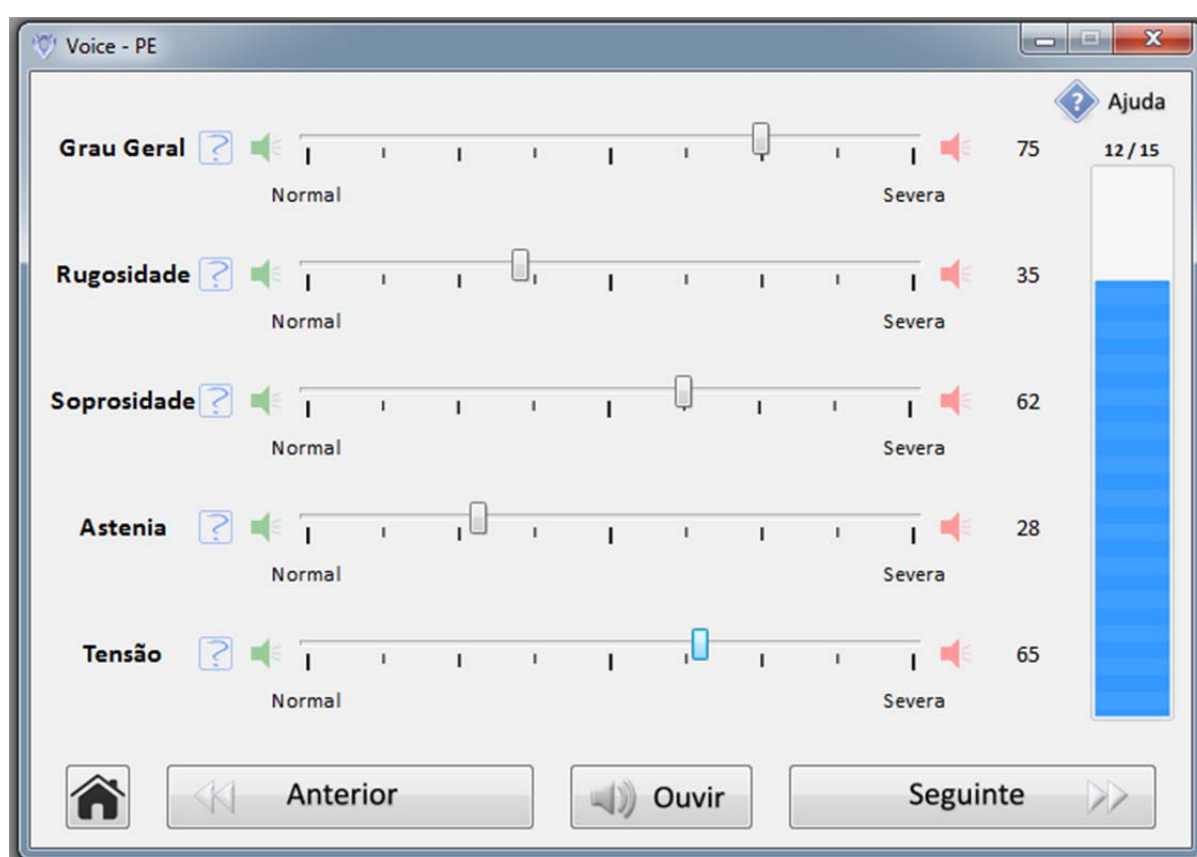 Voice - PE
Ajuda
12 / 15
Grau Geral ? 75
Normal Severa
Rugosidade ? 35
Normal Severa
Soprosidade ? 62
Normal Severa
Astenia ? 28
Normal Severa
Tensão ? 65
Normal Severa
Anterior Ouvir Seguinte